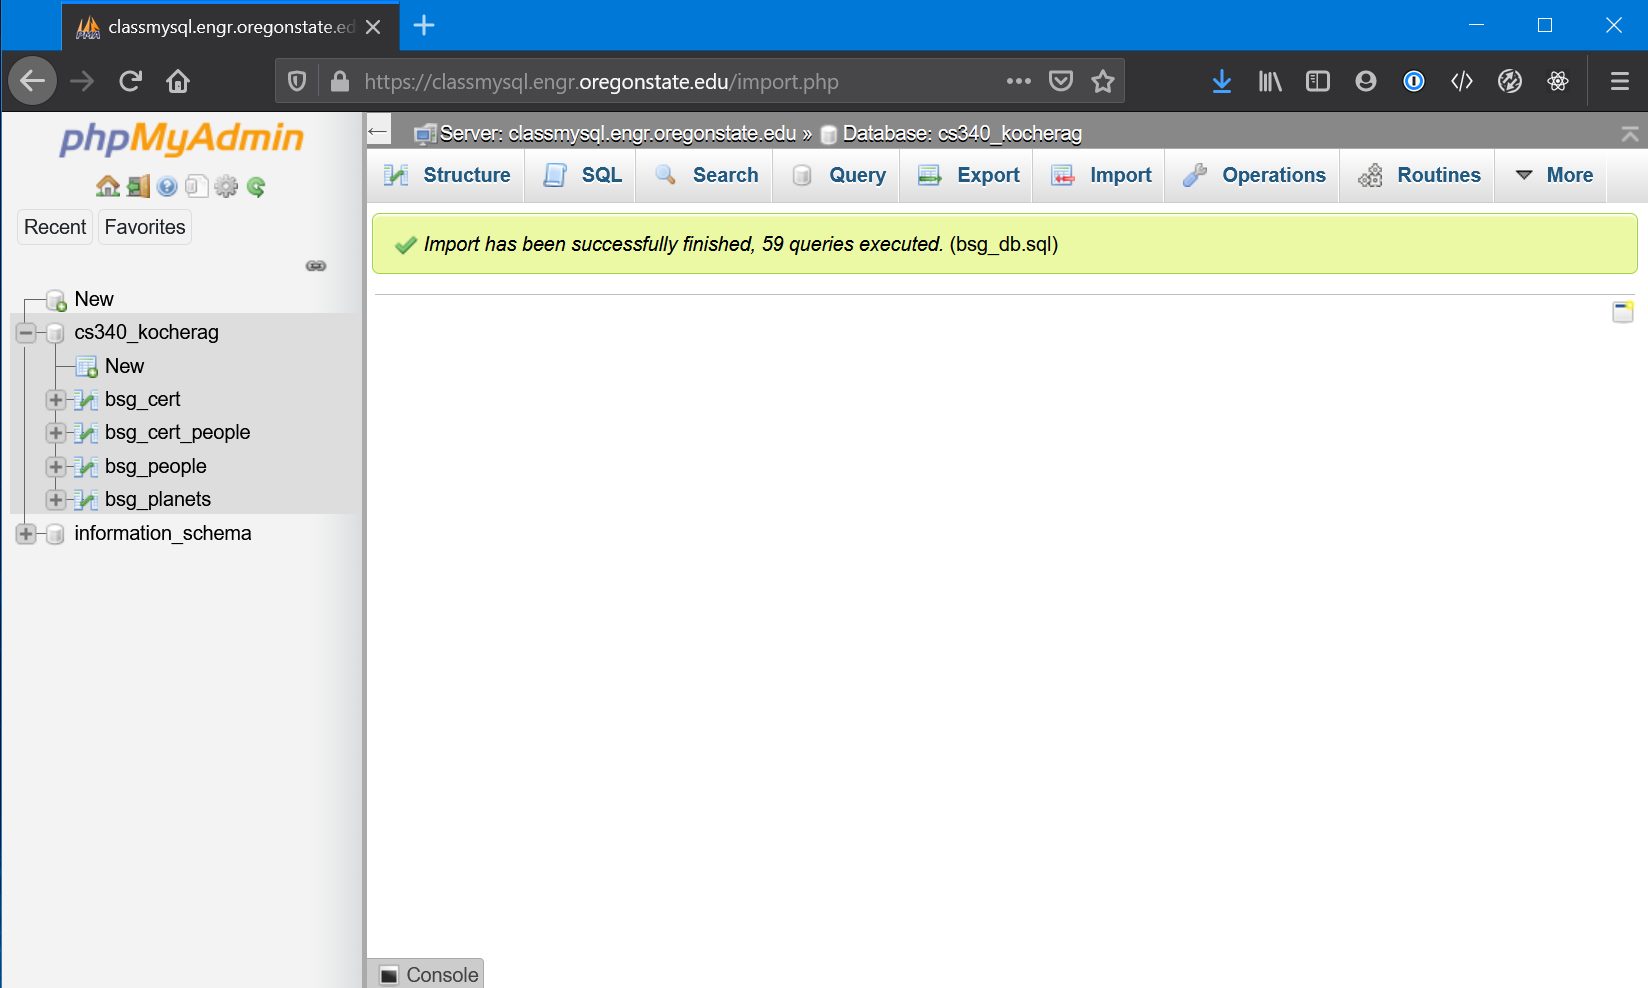 classmysql.engr.oregonstate.ed
https://classmysql.engr.oregonstate.edu/import.php
phpMyAdmin
Recent
Favorites
New
cs340_kocherag
New
bsg_cert
bsg_cert_people
bsg_people
bsg_planets
information_schema
Server: classmysql.engr.oregonstate.edu » Database: cs340_kocherag
Structure SQL Search Query Export Import Operations Routines More
Import has been successfully finished, 59 queries executed. (bsg_db.sql)
Console